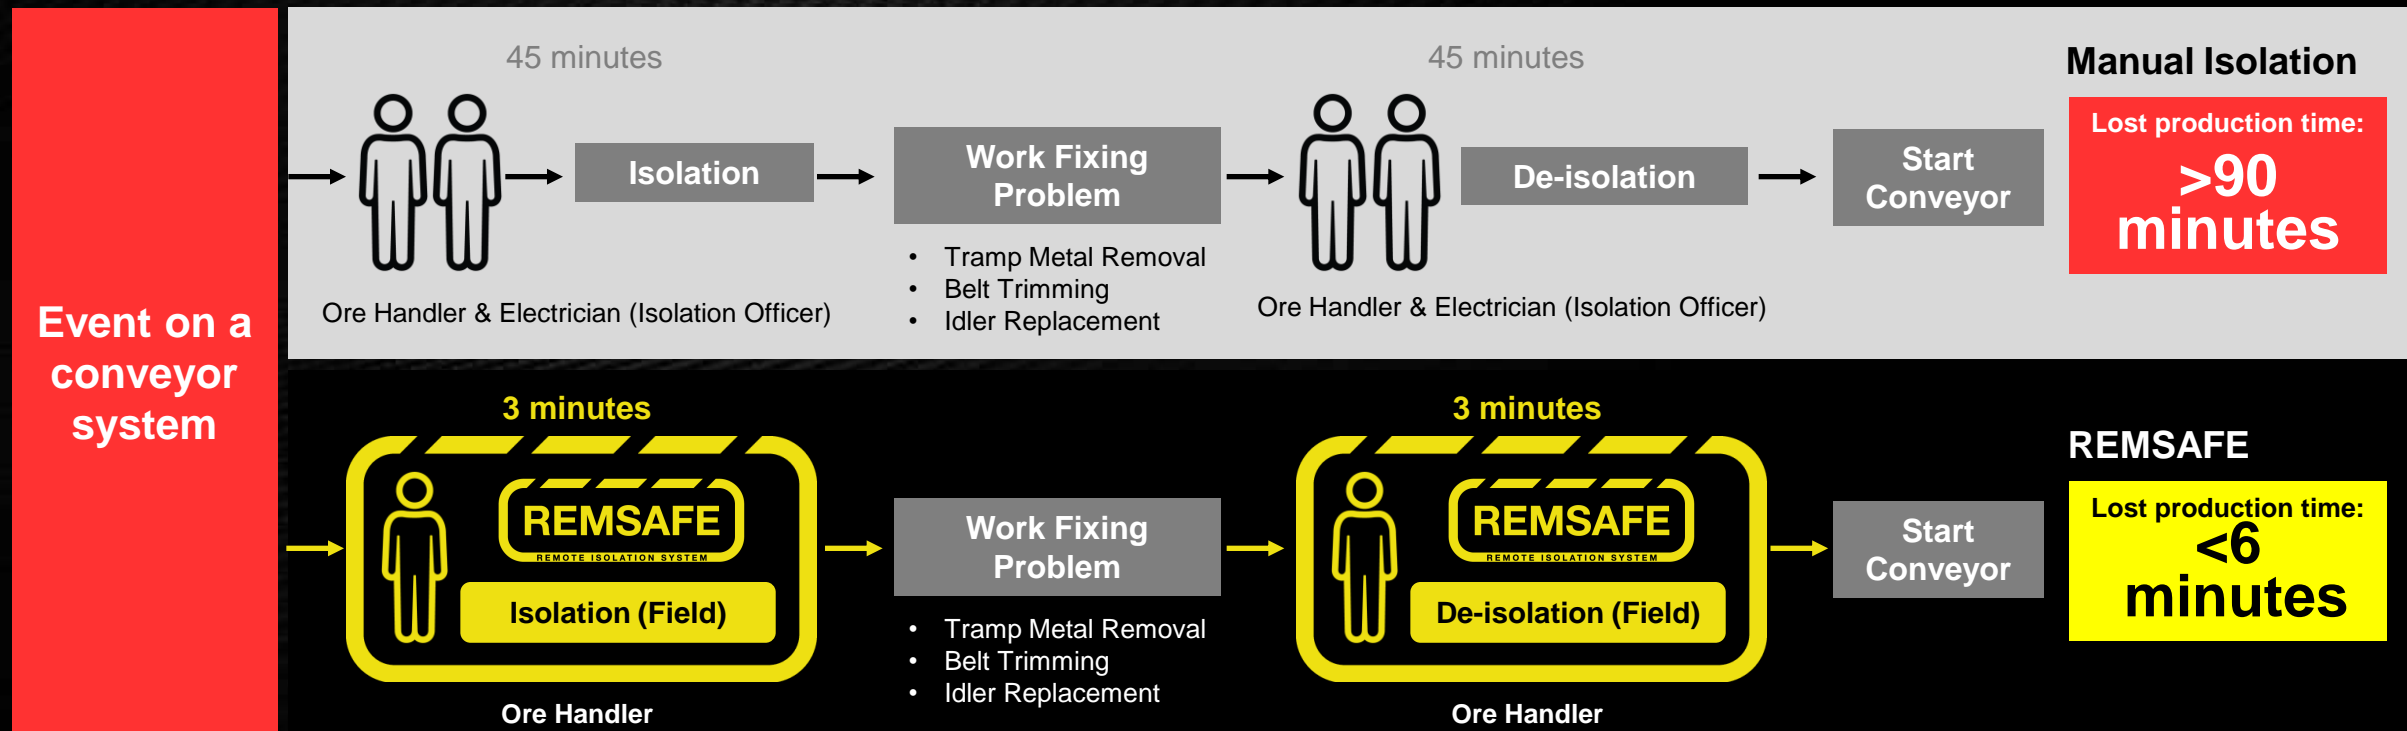 Event on a
conveyor
system
45 minutes
45 minutes
Manual Isolation
Isolation
Work Fixing
Problem
De-isolation
Start
Conveyor
Lost production time:
>90
minutes
• Tramp Metal Removal
• Belt Trimming
• Idler Replacement
Ore Handler & Electrician (Isolation Officer)
Ore Handler & Electrician (Isolation Officer)
3 minutes
3 minutes
REMSAFE
REMSAFE
REMOTE ISOLATION SYSTEM
Isolation (Field)
Ore Handler
Work Fixing
Problem
• Tramp Metal Removal
• Belt Trimming
• Idler Replacement
REMSAFE
REMOTE ISOLATION SYSTEM
De-isolation (Field)
Ore Handler
Start
Conveyor
Lost production time:
<6
minutes